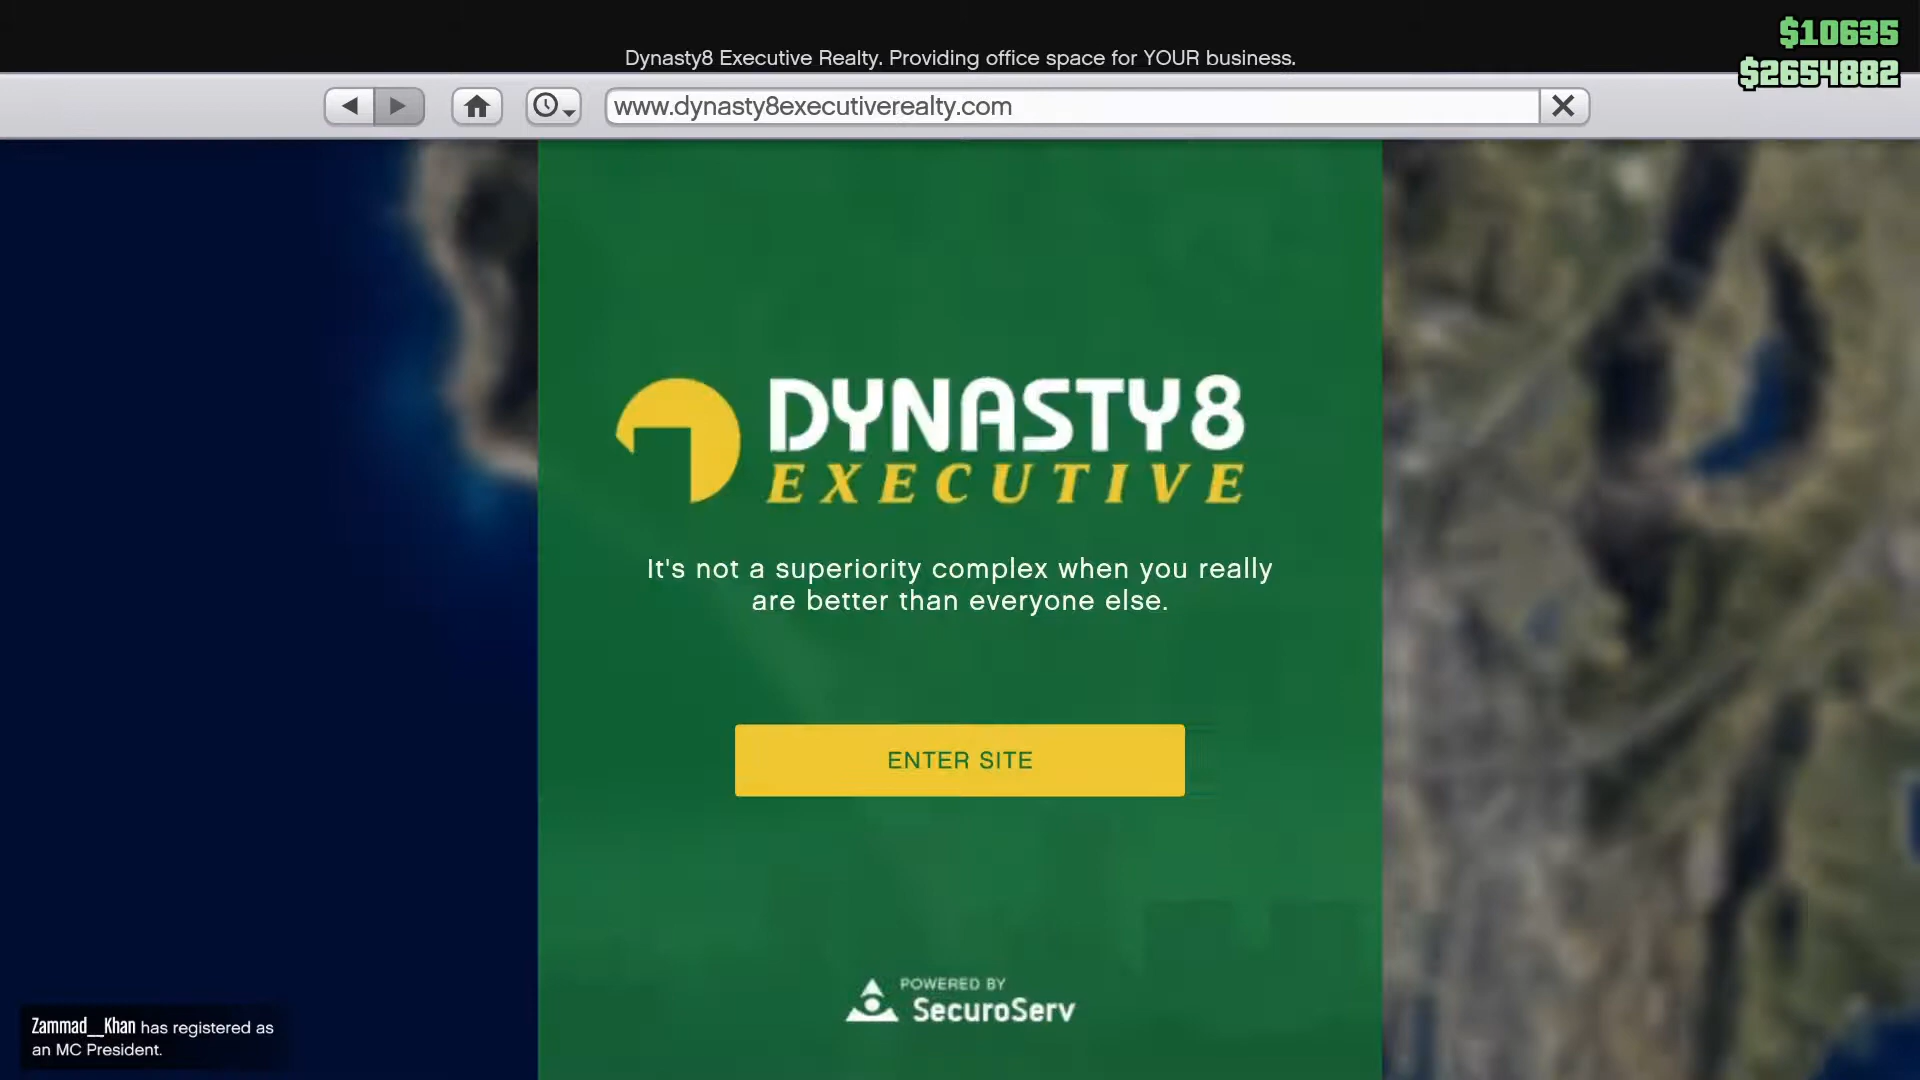 $10635
Dynasty8 Executive Realty. Providing office space for YOUR business.
$2654882
www.dynasty8executiverealty.com
DYNASTY8
EXECUTIVE
It's not a superiority complex when you really
are better than everyone else.
ENTER SITE
POWERED BY
SecuroServ
Zammad__Khan has registered as
an MC President.